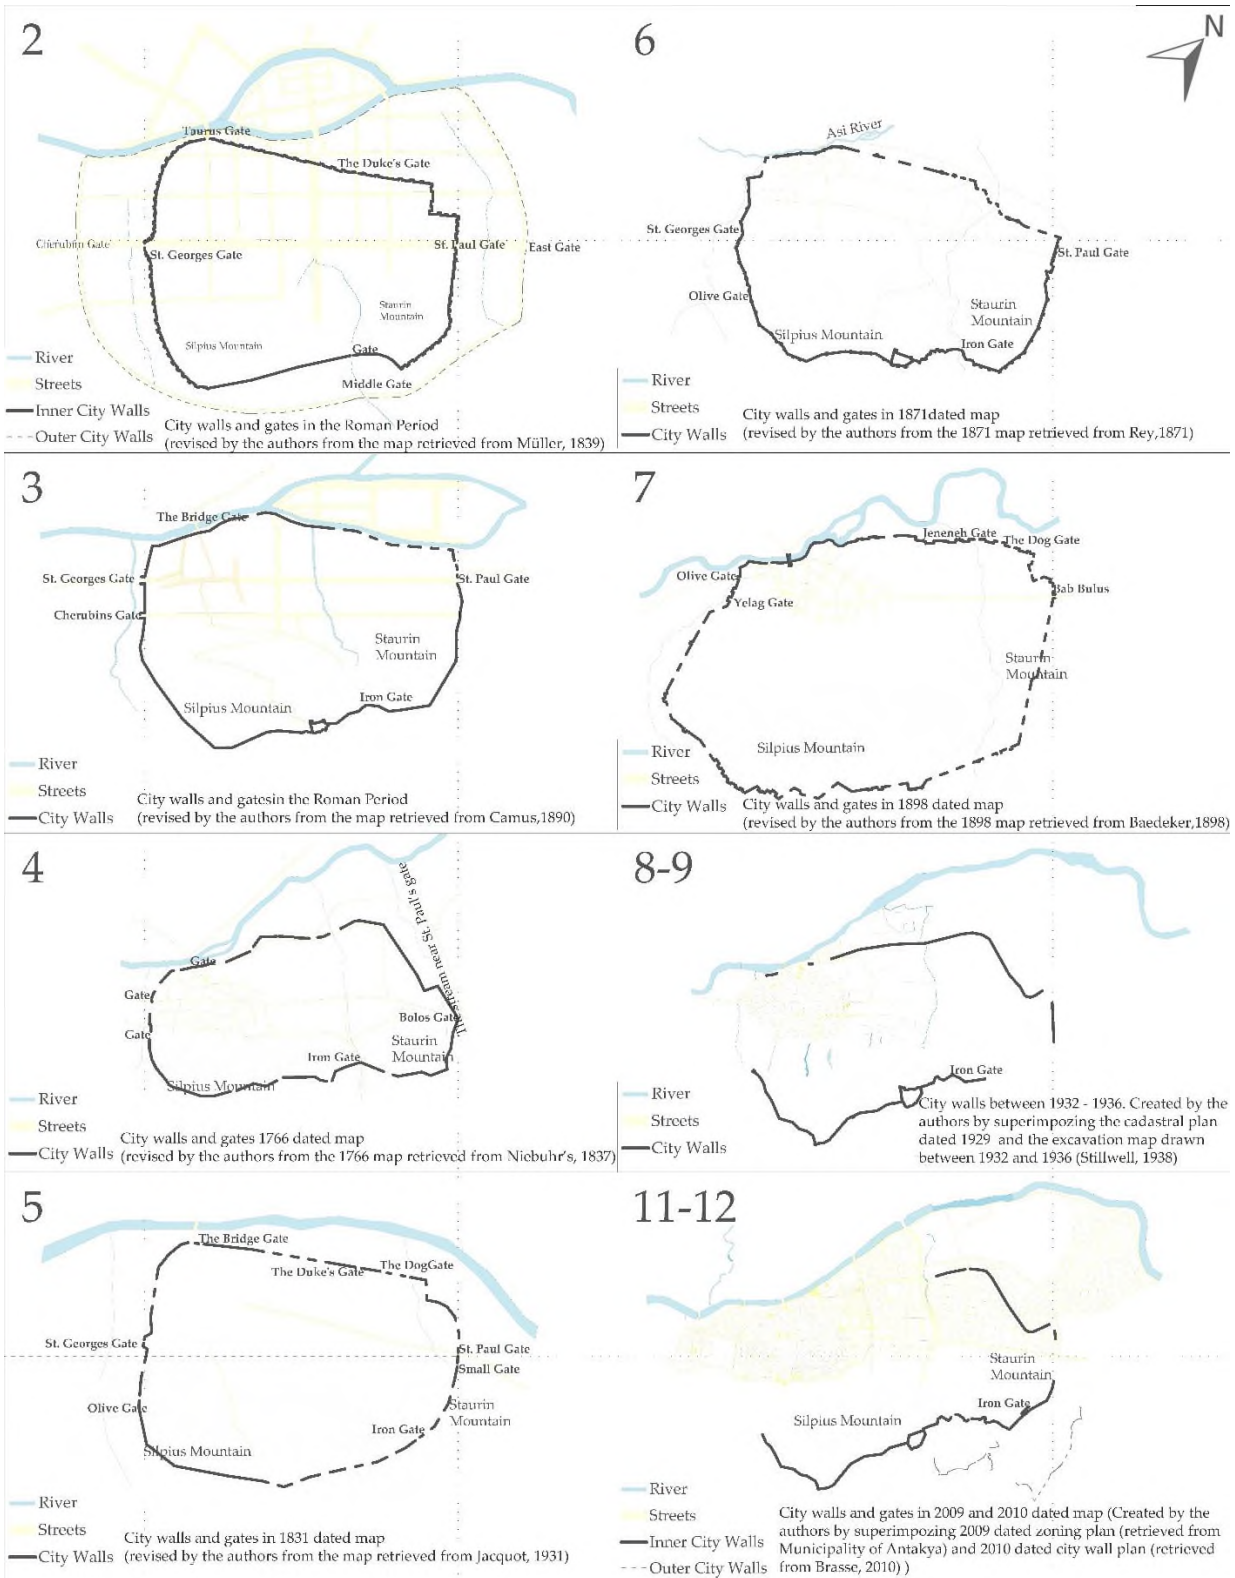 2
Taurus Gate
The Duke's Gate
Cherubin Gate
St. Georges Gate
St. Paul Gate
East Gate
Staurin
Mountain
Silpius Mountain
Gate
Middle Gate
River
Streets
Inner City Walls
Outer City Walls
City walls and gates in the Roman Period
(revised by the authors from the map retrieved from Müller, 1839)
6
N
Asi River
St. Georges Gate
St. Paul Gate
Olive Gate
Staurin
Mountain
Silpius Mountain
Iron Gate
River
Streets
City Walls
City walls and gates in 1871dated map
(revised by the authors from the 1871 map retrieved from Rey,1871)
3
The Bridge Gate
St. Georges Gate
St. Paul Gate
Cherubins Gate
Staurin
Mountain
Iron Gate
Silpius Mountain
River
Streets
City Walls
City walls and gatesin the Roman Period
(revised by the authors from the map retrieved from Camus,1890)
7
Jeneneh Gate
The Dog Gate
Olive Gate
Bab Bulus
Yelag Gate
Staurin
Mountain
Silpius Mountain
River
Streets
City Walls
City walls and gates in 1898 dated map
(revised by the authors from the 1898 map retrieved from Baedeker,1898)
4
The stream near St. Paul's gate
Gate
Gate
Bolos Gate
Gate
Staurin
Mountain
Iron Gate
Silpius Mountain
River
Streets
City Walls
City walls and gates 1766 dated map
(revised by the authors from the 1766 map retrieved from Niebuhr's, 1837)
8-9
Iron Gate
River
Streets
City Walls
City walls between 1932 - 1936. Created by the
authors by superimpozing the cadastral plan
dated 1929 and the excavation map drawn
between 1932 and 1936 (Stillwell, 1938)
5
The Bridge Gate
The DogGate
The Duke's Gate
St. Georges Gate
St. Paul Gate
Small Gate
Olive Gate
Staurin
Mountain
Iron Gate
Silpius Mountain
River
Streets
City Walls
City walls and gates in 1831 dated map
(revised by the authors from the map retrieved from Jacquot, 1931)
11-12
Staurin
Mountain
Iron Gate
Silpius Mountain
River
Streets
Inner City Walls
Outer City Walls
City walls and gates in 2009 and 2010 dated map (Created by the
authors by superimpozing 2009 dated zoning plan (retrieved from
Municipality of Antakya) and 2010 dated city wall plan (retrieved
from Brasse, 2010) )